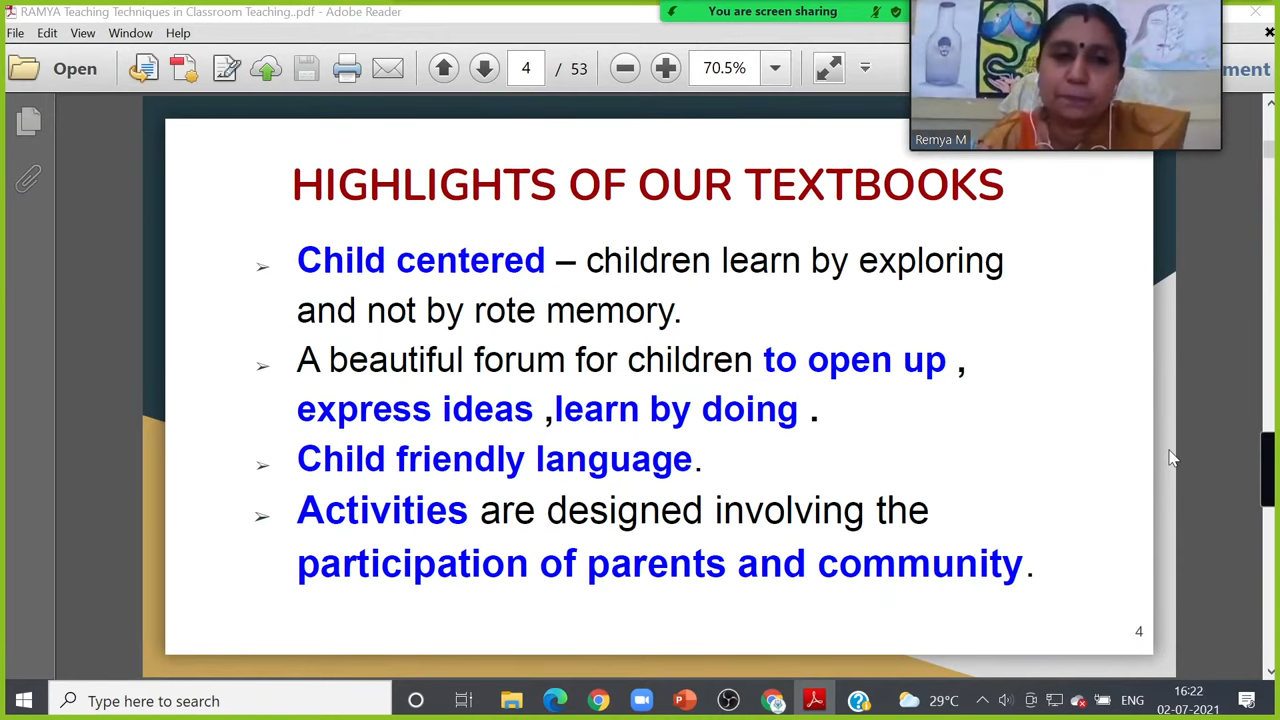 RAMYA Teaching Techniques in Classroom Teaching..pdf - Adobe Reader
You are screen sharing
File Edit View Window Help
Open
4 / 53
70.5%
ment
Remya M
HIGHLIGHTS OF OUR TEXTBOOKS
➢ Child centered – children learn by exploring
and not by rote memory.
➢ A beautiful forum for children to open up ,
express ideas ,learn by doing .
➢ Child friendly language.
➢ Activities are designed involving the
participation of parents and community.
4
Type here to search
29°C
ENG
16:22
02-07-2021